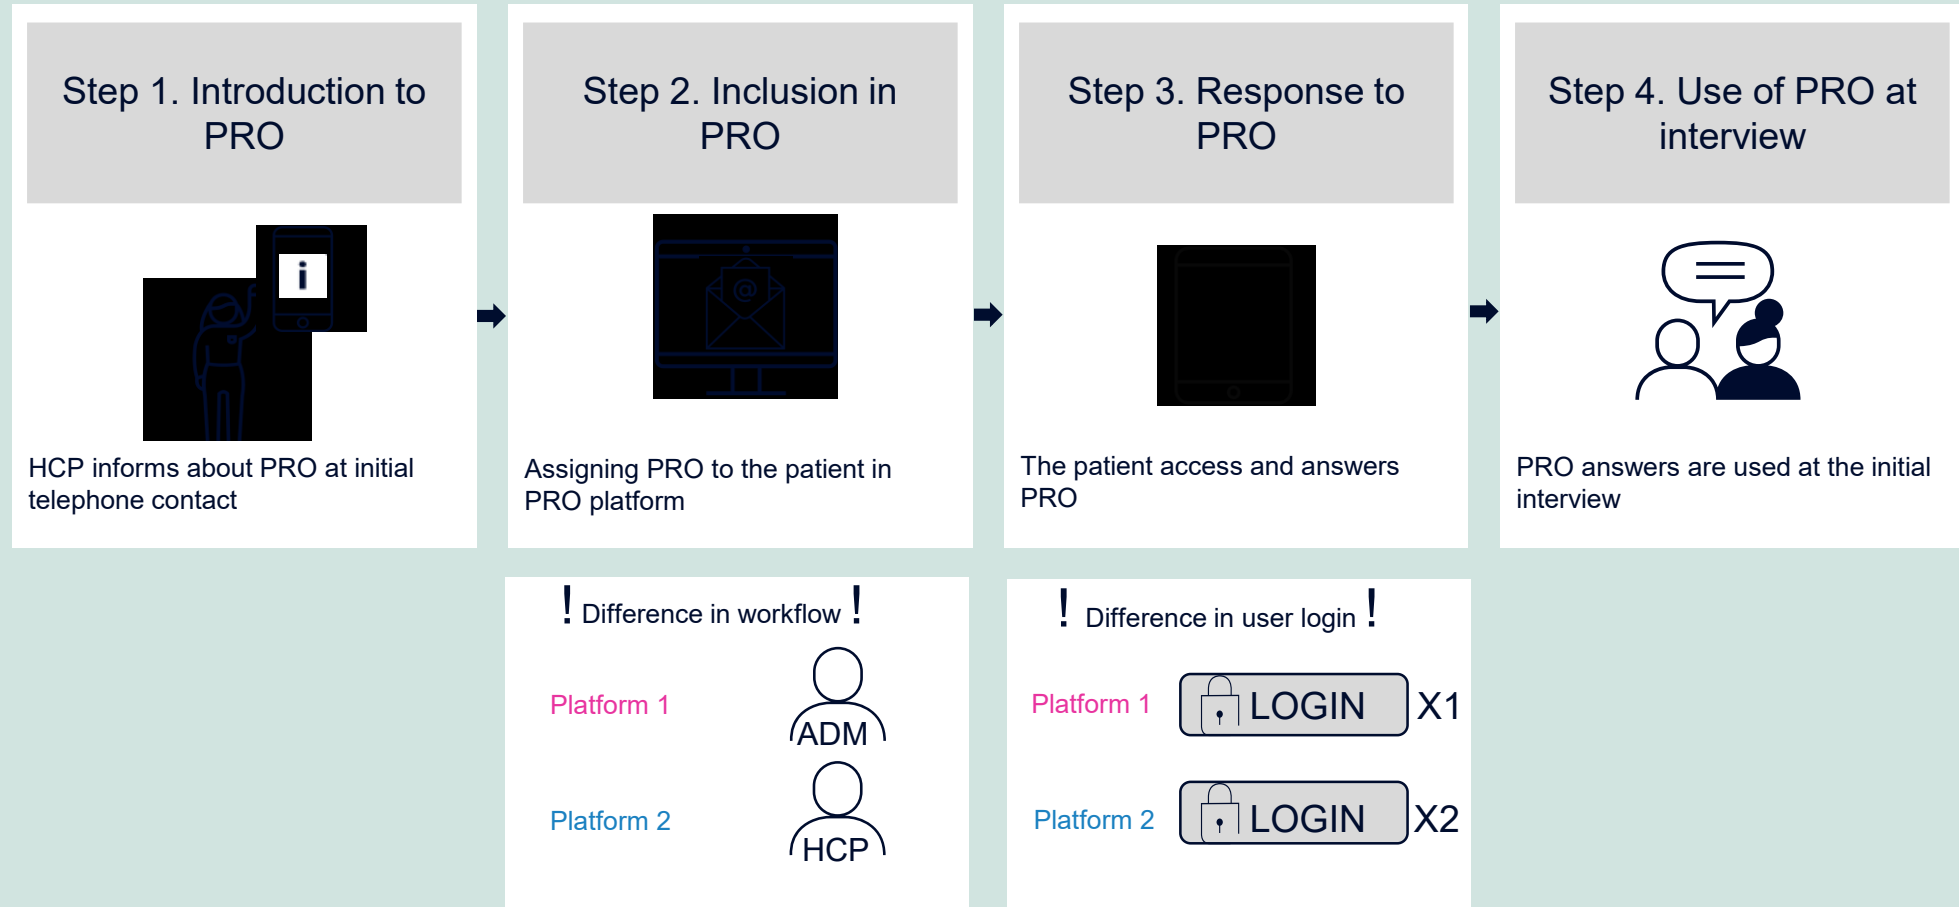 Step 1. Introduction to
PRO
HCP informs about PRO at initial
telephone contact
i
Step 2. Inclusion in
PRO
@
Assigning PRO to the patient in
PRO platform
Step 3. Response to
PRO
The patient access and answers
PRO
Step 4. Use of PRO at
interview
PRO answers are used at the initial
interview
! Difference in workflow !
Platform 1
ADM
Platform 2
HCP
! Difference in user login !
Platform 1 LOGIN X1
Platform 2 LOGIN X2